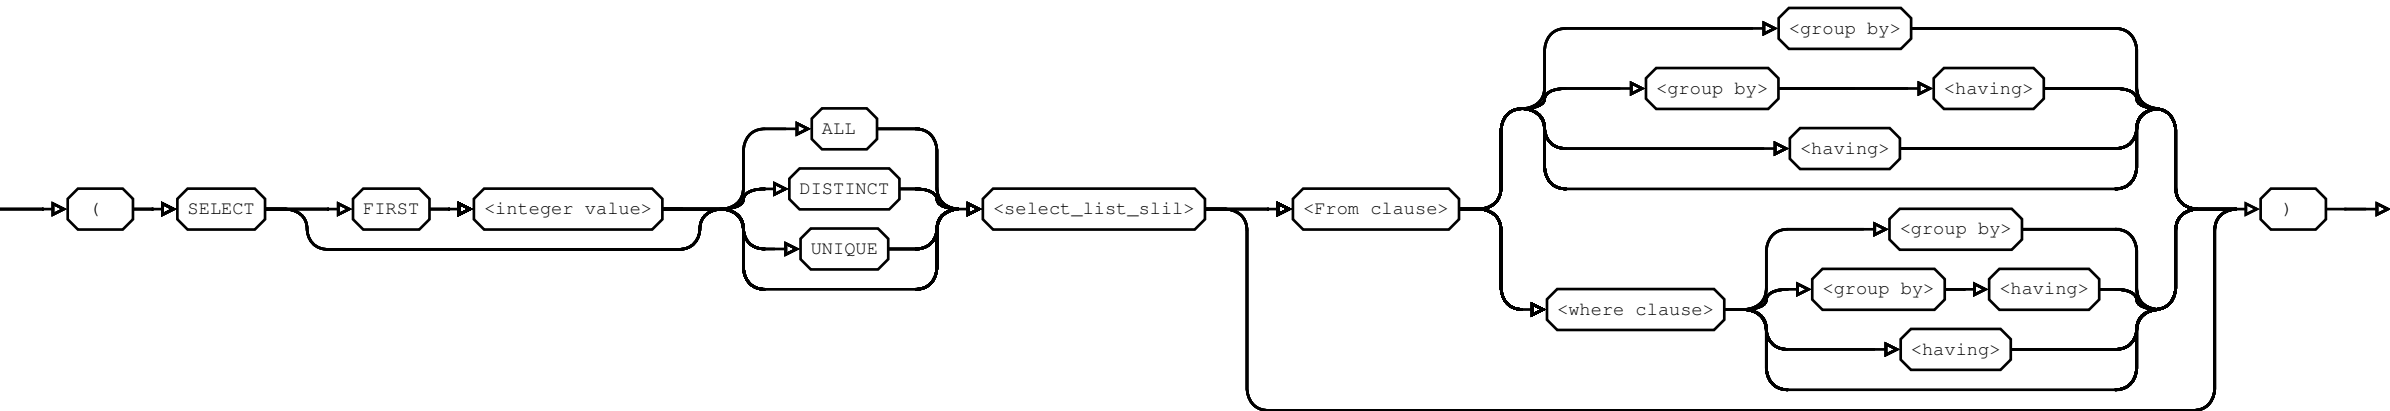 (
SELECT
FIRST
<integer value>
ALL
DISTINCT
UNIQUE
<select_list_slil>
<From clause>
<group by>
<group by>
<having>
<having>
<where clause>
<group by>
<group by>
<having>
<having>
)